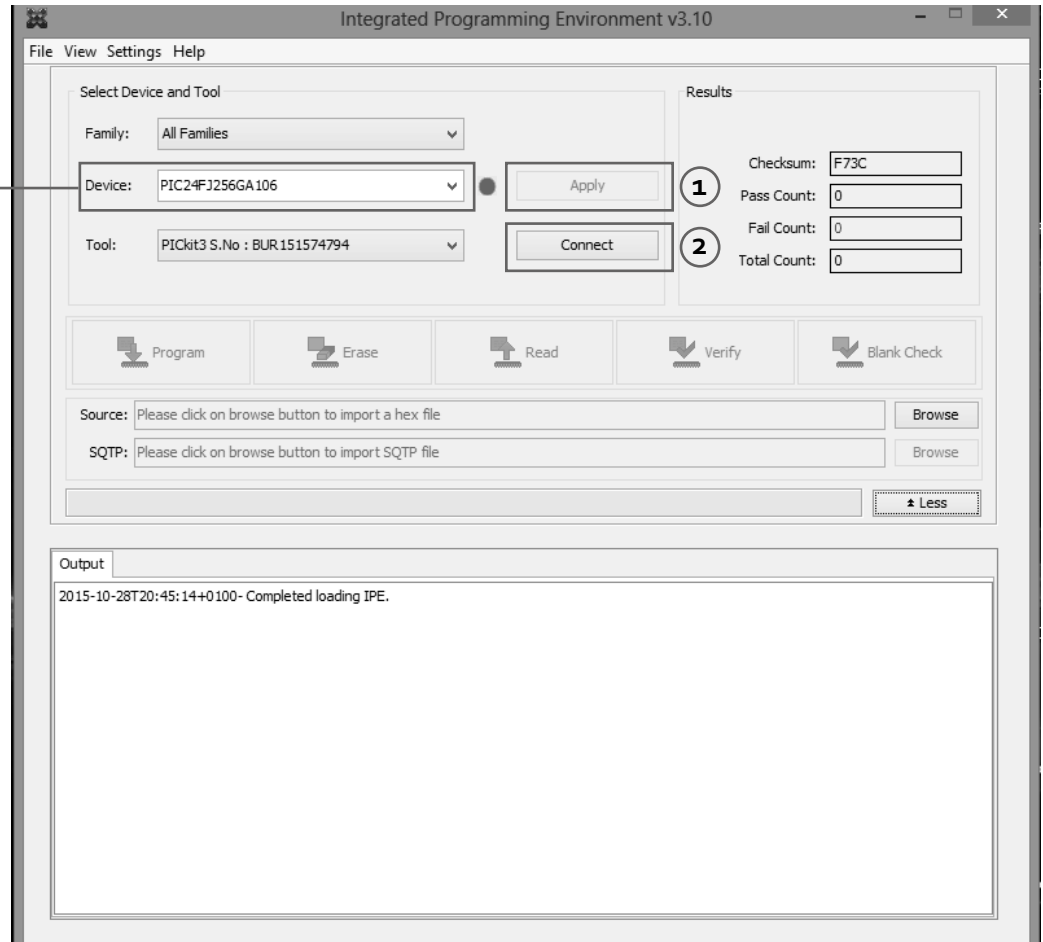 Integrated Programming Environment v3.10
File View Settings Help
Select Device and Tool
Results
Family: All Families
Checksum: F73C
Device: PIC24FJ256GA106
Apply
1
Pass Count: 0
Fail Count: 0
Tool: PICkit3 S.No : BUR151574794
Connect
2
Total Count: 0
Program
Erase
Read
Verify
Blank Check
Source: Please click on browse button to import a hex file
Browse
SQTP: Please click on browse button to import SQTP file
Browse
Less
Output
2015-10-28T20:45:14+0100- Completed loading IPE.